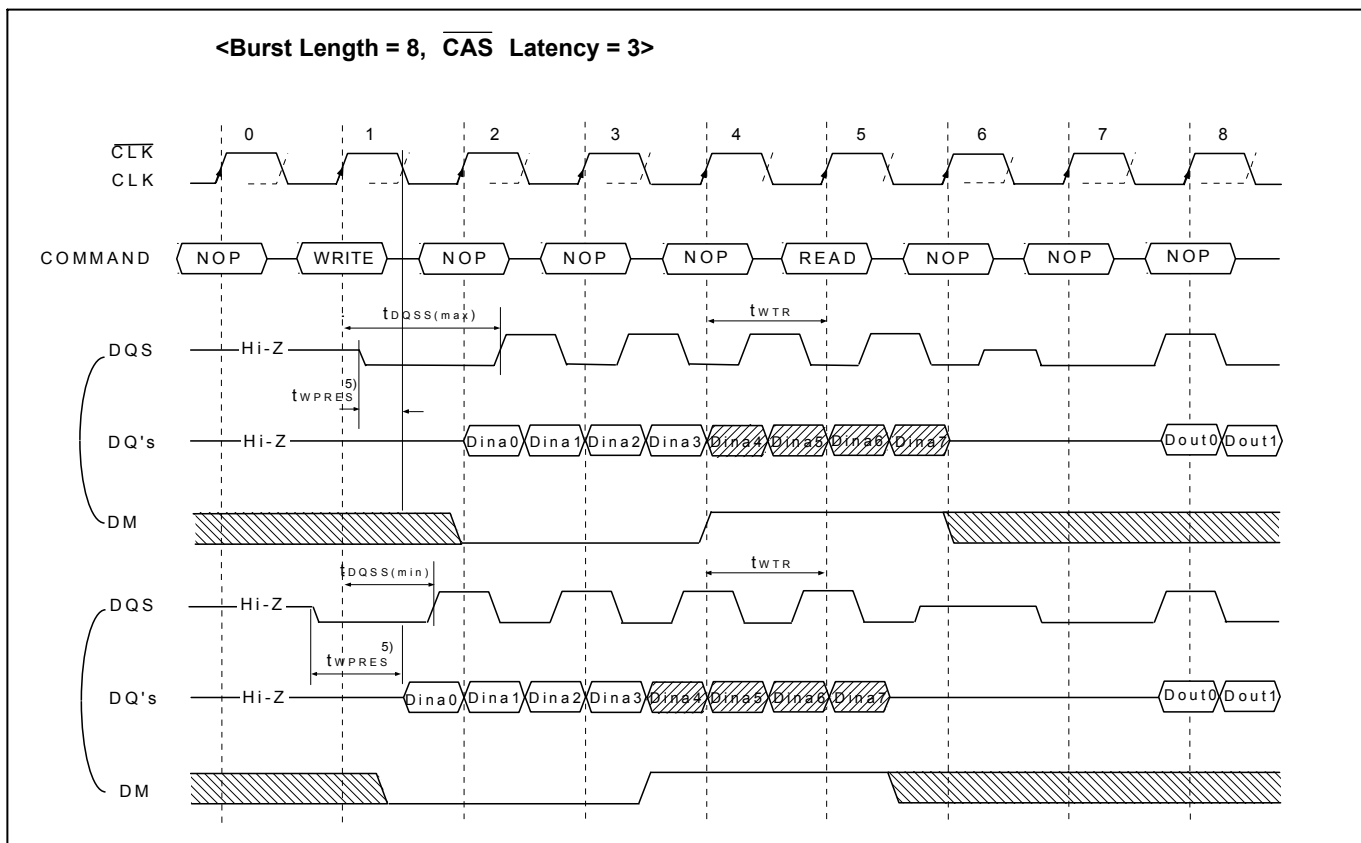 <Burst Length = 8, CAS Latency = 3>
0 1 2 3 4 5 6 7 8
CLK
CLK
COMMAND NOP WRITE NOP NOP NOP READ NOP NOP NOP
tDQSS(max) tWTR
DQS Hi-Z
tWPRES 5)
DQ's Hi-Z Dina0 Dina1 Dina2 Dina3 Dina4 Dina5 Dina6 Dina7 Dout0 Dout1
DM
tDQSS(min) tWTR
DQS Hi-Z
tWPRES 5)
DQ's Hi-Z Dina0 Dina1 Dina2 Dina3 Dina4 Dina5 Dina6 Dina7 Dout0 Dout1
DM